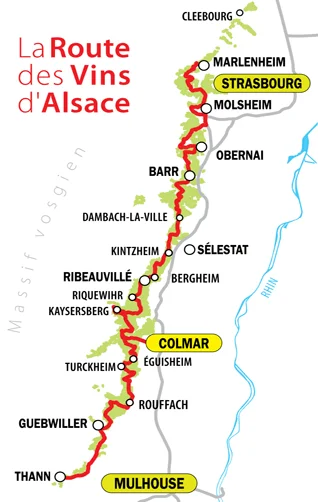 CLEEBOURG
La Route
des Vins
d'Alsace
MARLENHEIM
STRASBOURG
MOLSHEIM
OBERNAI
BARR
Massif vosgien
DAMBACH-LA-VILLE
KINTZHEIM
SÉLESTAT
RIBEAUVILLÉ
BERGHEIM
RIQUEWIHR
RHIN
KAYSERSBERG
COLMAR
ÉGUISHEIM
TURCKHEIM
ROUFFACH
GUEBWILLER
THANN
MULHOUSE